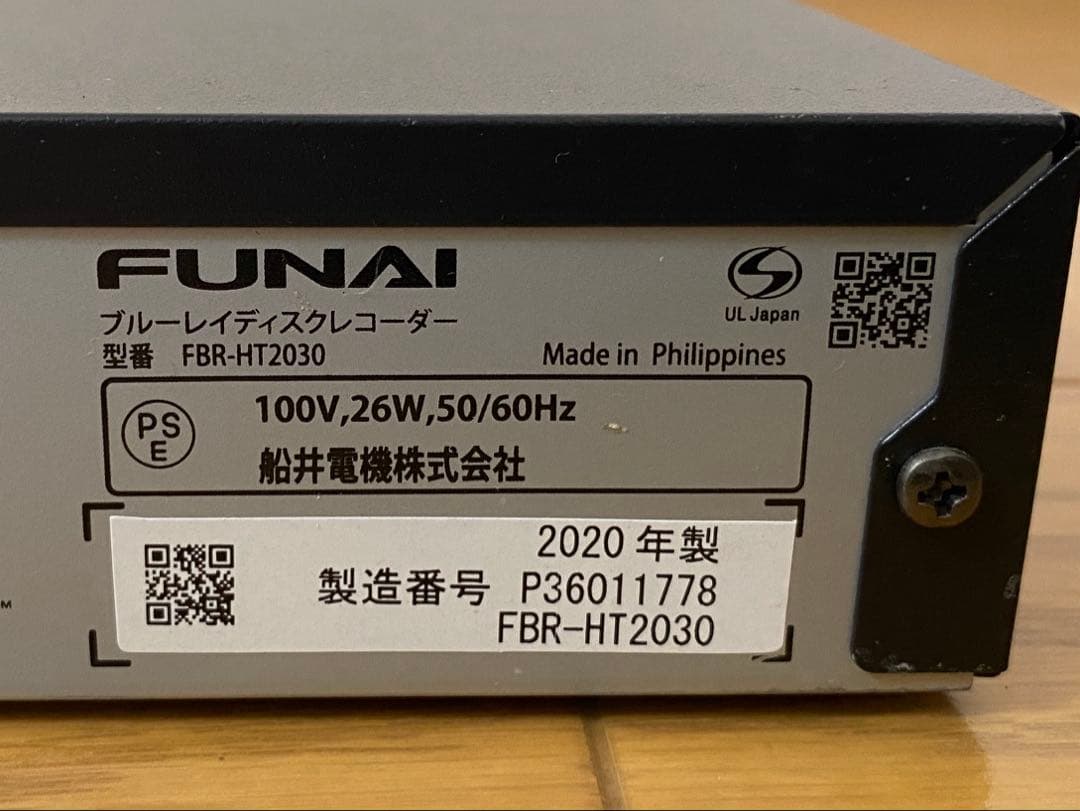 FUNAI
ブルーレイディスクレコーダー
型番 FBR-HT2030
Made in Philippines
UL Japan
PS
E
100V,26W,50/60Hz
船井電機株式会社
2020 年製
製造番号 P36011778
FBR-HT2030